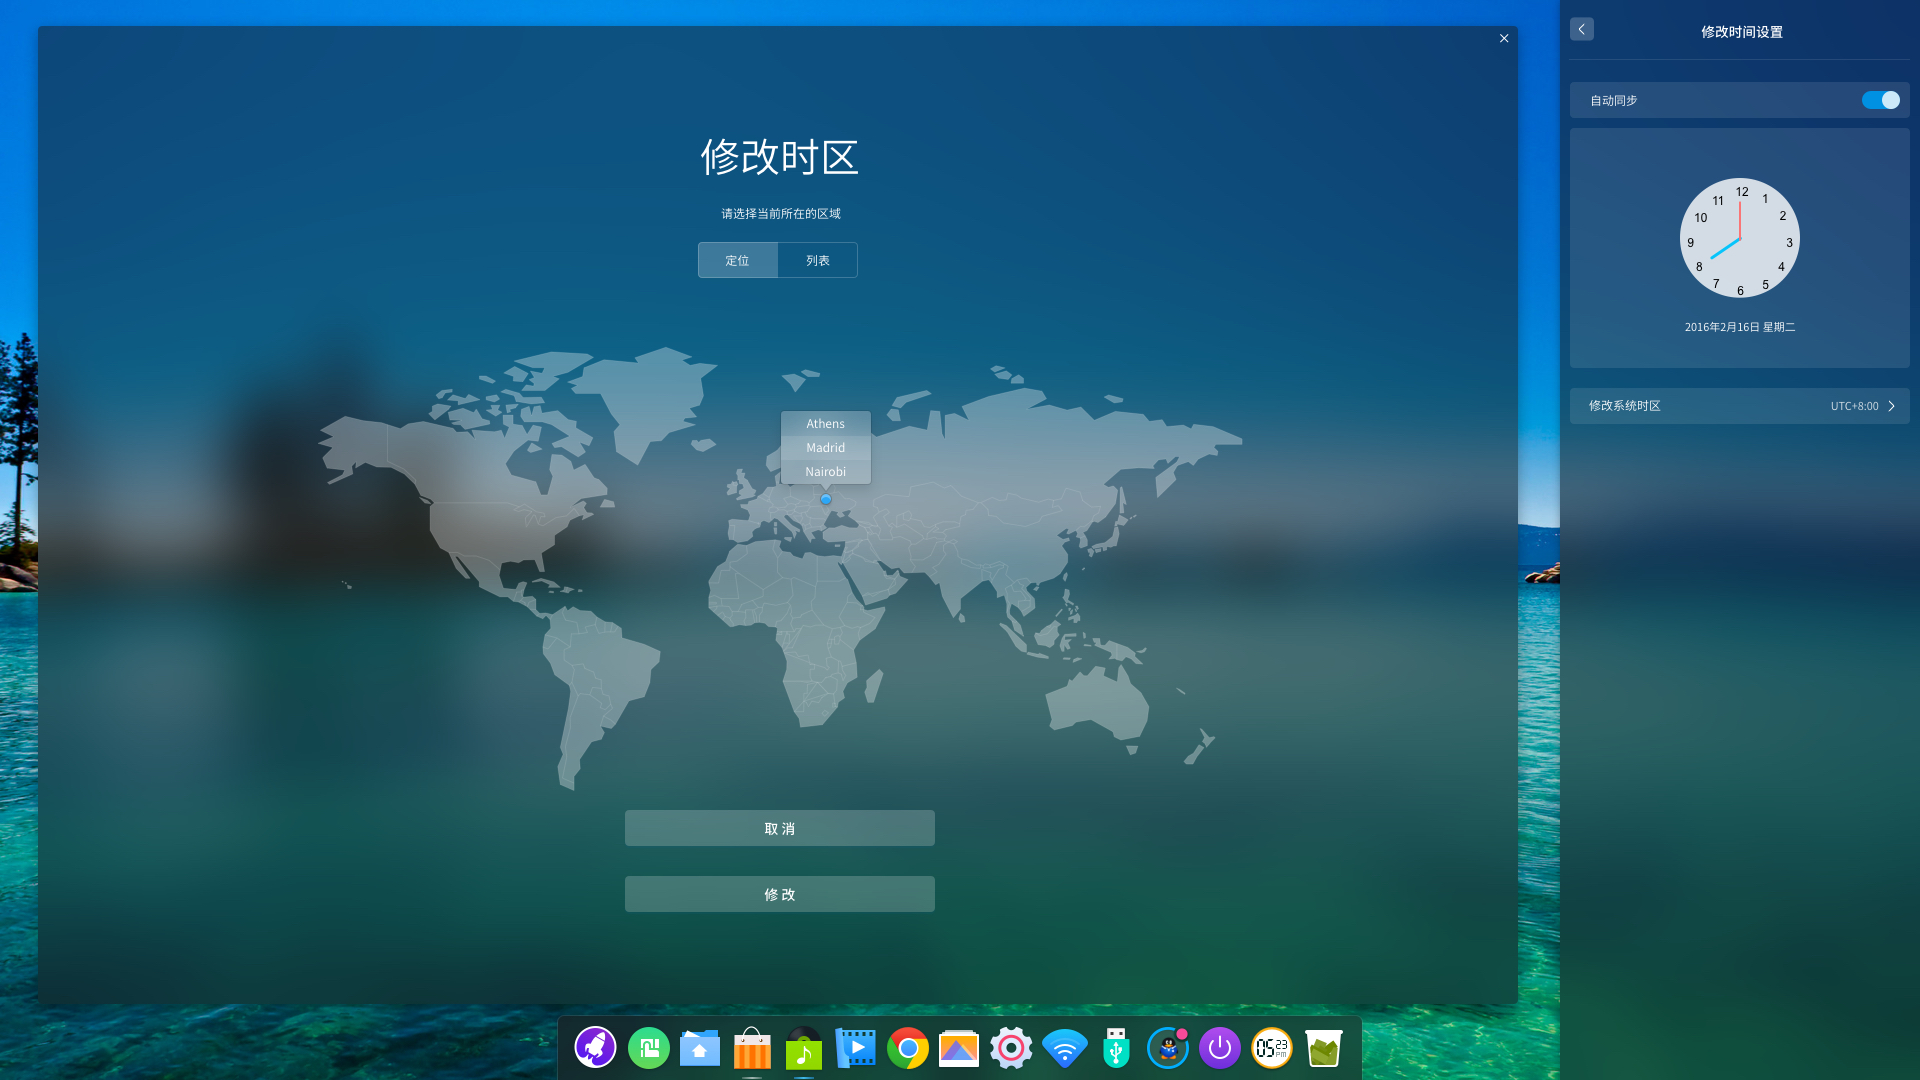 修改时区
请选择当前所在的区域
定位
列表
Athens
Madrid
Nairobi
取消
修改
修改时间设置
自动同步
12
1
2
3
4
5
6
7
8
9
10
11
2016年2月16日 星期二
修改系统时区
UTC+8:00
05 23
PM